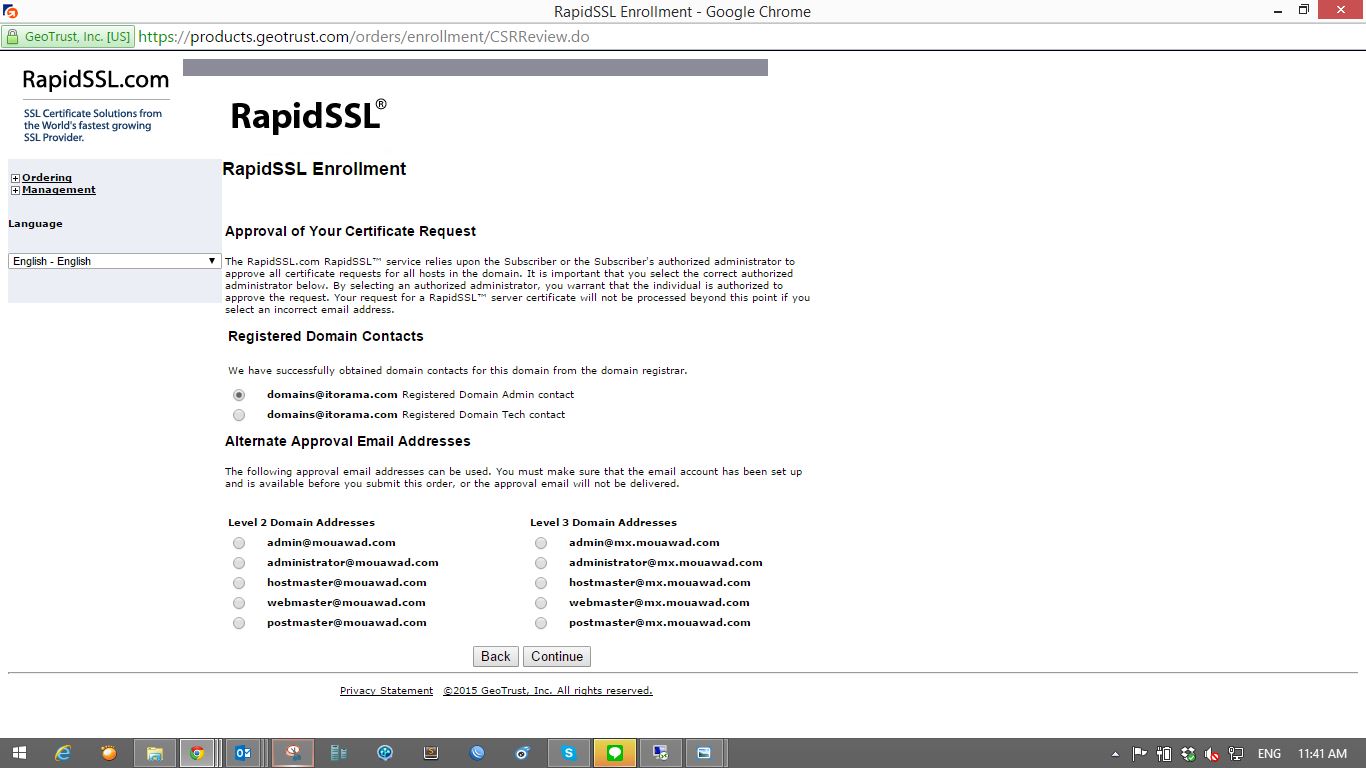 RapidSSL Enrollment - Google Chrome
GeoTrust, Inc. [US] https://products.geotrust.com/orders/enrollment/CSRReview.do
RapidSSL.com
SSL Certificate Solutions from
the World's fastest growing
SSL Provider.
Ordering
Management
Language
English - English
RapidSSL®
RapidSSL Enrollment
Approval of Your Certificate Request
The RapidSSL.com RapidSSL™ service relies upon the Subscriber or the Subscriber's authorized administrator to
approve all certificate requests for all hosts in the domain. It is important that you select the correct authorized
administrator below. By selecting an authorized administrator, you warrant that the individual is authorized to
approve the request. Your request for a RapidSSL™ server certificate will not be processed beyond this point if you
select an incorrect email address.
Registered Domain Contacts
We have successfully obtained domain contacts for this domain from the domain registrar.
domains@itorama.com Registered Domain Admin contact
domains@itorama.com Registered Domain Tech contact
Alternate Approval Email Addresses
The following approval email addresses can be used. You must make sure that the email account has been set up
and is available before you submit this order, or the approval email will not be delivered.
Level 2 Domain Addresses
admin@mouawad.com
administrator@mouawad.com
hostmaster@mouawad.com
webmaster@mouawad.com
postmaster@mouawad.com
Level 3 Domain Addresses
admin@mx.mouawad.com
administrator@mx.mouawad.com
hostmaster@mx.mouawad.com
webmaster@mx.mouawad.com
postmaster@mx.mouawad.com
Back Continue
Privacy Statement ©2015 GeoTrust, Inc. All rights reserved.
ENG 11:41 AM